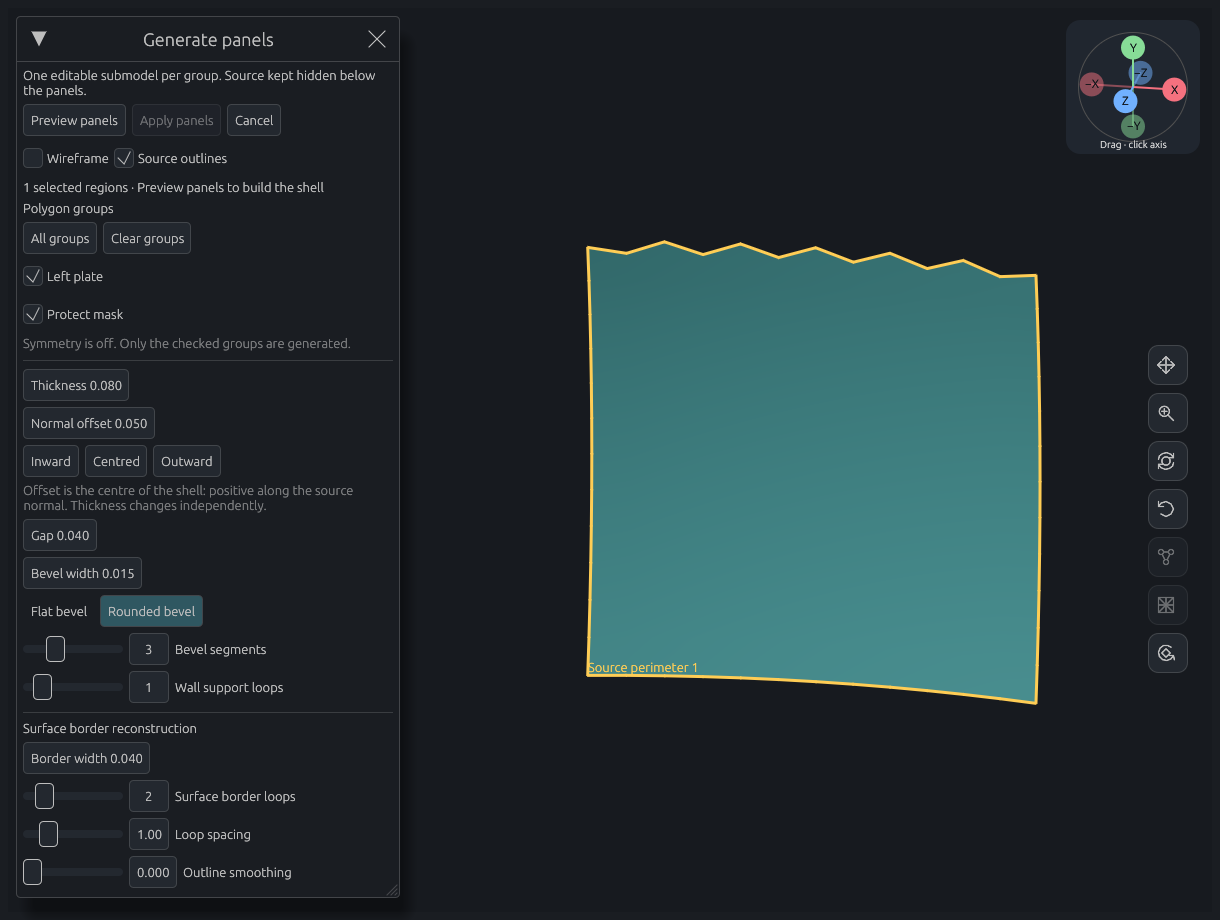 Generate panels
One editable submodel per group. Source kept hidden below
the panels.
Preview panels
Apply panels
Cancel
Wireframe
Source outlines
1 selected regions · Preview panels to build the shell
Polygon groups
All groups
Clear groups
Left plate
Protect mask
Symmetry is off. Only the checked groups are generated.
Thickness 0.080
Normal offset 0.050
Inward
Centred
Outward
Offset is the centre of the shell: positive along the source
normal. Thickness changes independently.
Gap 0.040
Bevel width 0.015
Flat bevel
Rounded bevel
3
Bevel segments
1
Wall support loops
Surface border reconstruction
Border width 0.040
2
Surface border loops
1.00
Loop spacing
0.000
Outline smoothing
Source perimeter 1
Y
-Z
-X
X
Z
-Y
Drag · click axis